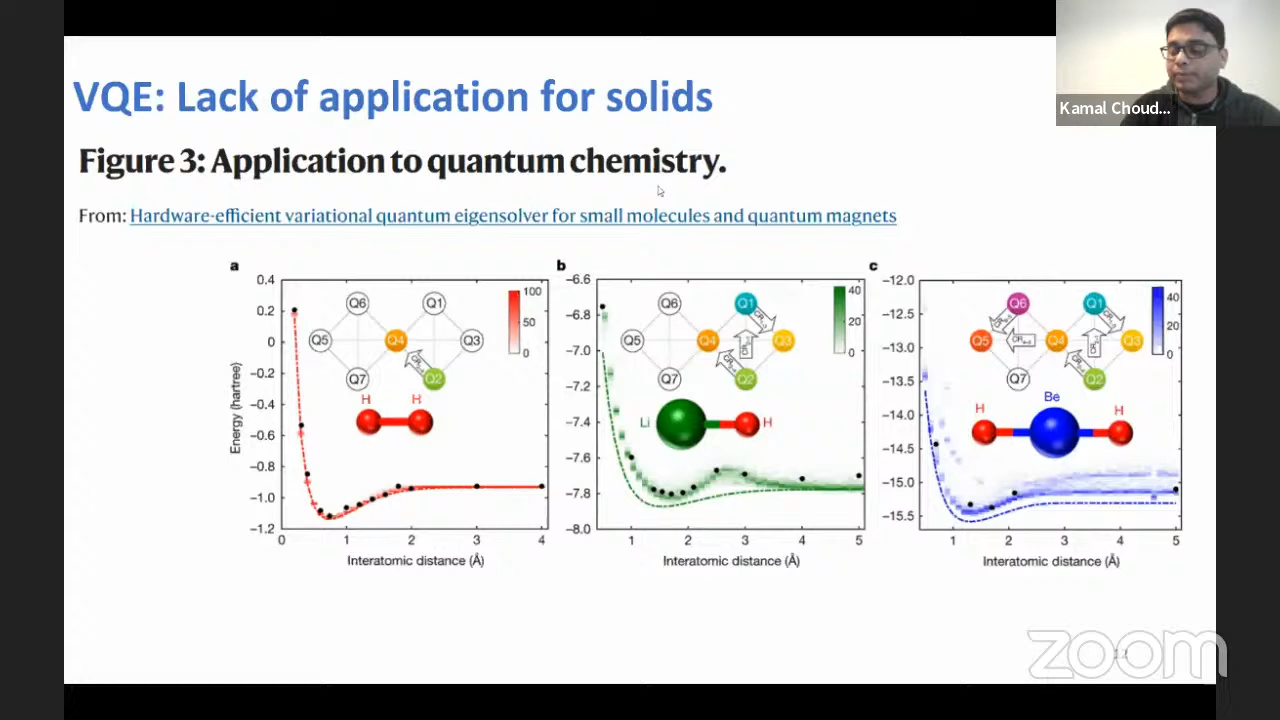 VQE: Lack of application for solids
Kamal Choud...
Figure 3: Application to quantum chemistry.
From: Hardware-efficient variational quantum eigensolver for small molecules and quantum magnets
a
0.4
0.2
0
−0.2
−0.4
−0.6
−0.8
−1.0
−1.2
Energy (hartree)
0 1 2 3 4
Interatomic distance (Å)
Q6 Q1
Q5 Q4 Q3
Q7 Q2
100
50
0
H H
b
−6.6
−6.8
−7.0
−7.2
−7.4
−7.6
−7.8
−8.0
1 2 3 4 5
Interatomic distance (Å)
Q6 Q1
Q5 Q4 Q3
Q7 Q2
40
20
0
Li H
c
−12.0
−12.5
−13.0
−13.5
−14.0
−14.5
−15.0
−15.5
1 2 3 4 5
Interatomic distance (Å)
Q6 Q1
Q5 Q4 Q3
Q7 Q2
40
20
0
H Be H
zoom
12